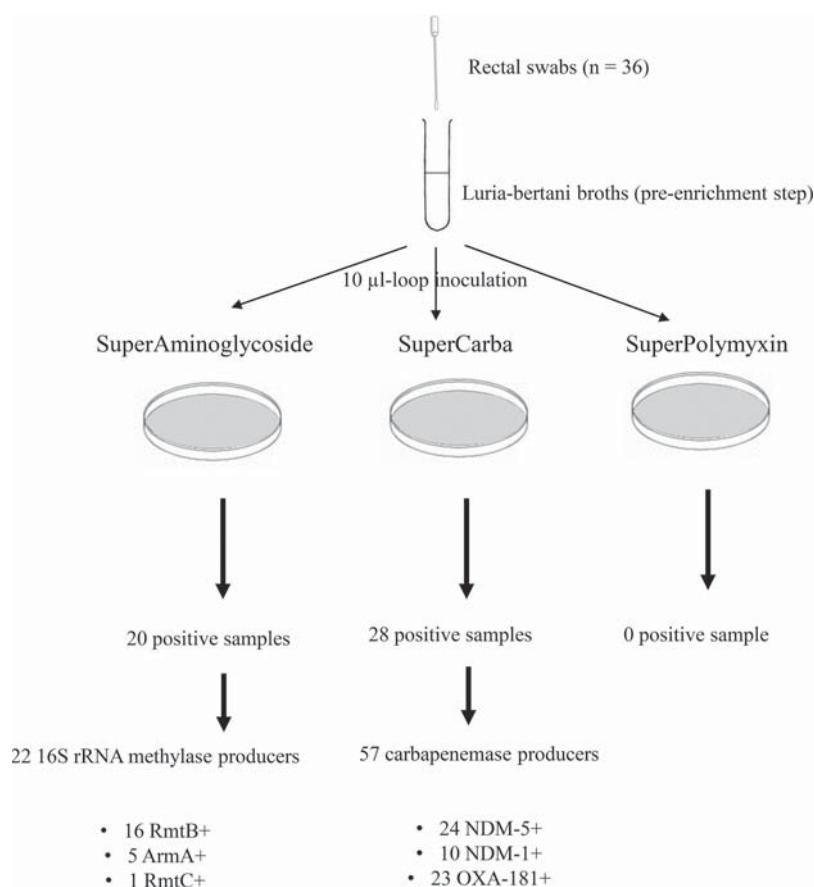 Rectal swabs (n = 36)
Luria-bertani broths (pre-enrichment step)
10 µl-loop inoculation
SuperAminoglycoside
SuperCarba
SuperPolymyxin
20 positive samples
28 positive samples
0 positive sample
22 16S rRNA methylase producers
57 carbapenemase producers
• 16 RmtB+
• 5 ArmA+
• 1 RmtC+
• 24 NDM-5+
• 10 NDM-1+
• 23 OXA-181+